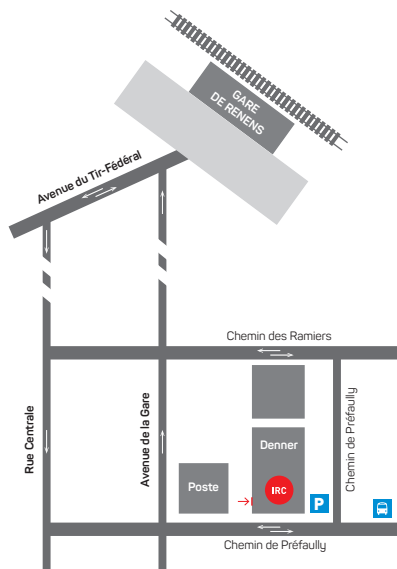 GARE
DE RENENS
Avenue du Tir-Fédéral
Chemin des Ramiers
Rue Centrale
Avenue de la Gare
Chemin de Préfaully
Denner
Poste
IRC
P
Chemin de Préfaully